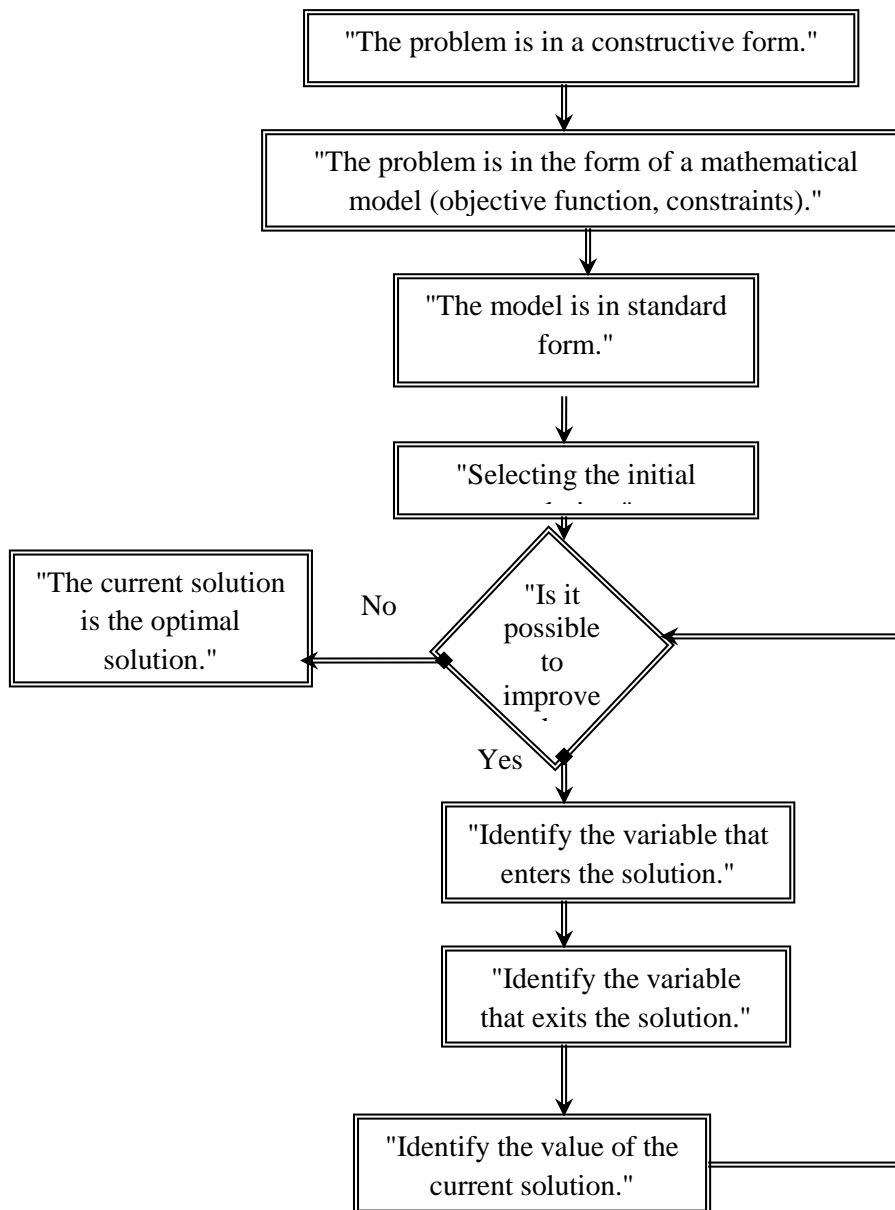 "The problem is in a constructive form."
"The problem is in the form of a mathematical
model (objective function, constraints)."
"The model is in standard
form."
"Selecting the initial
"The current solution
is the optimal
solution."
No
"Is it
possible
to
improve
Yes
"Identify the variable that
enters the solution."
"Identify the variable
that exits the solution."
"Identify the value of the
current solution."